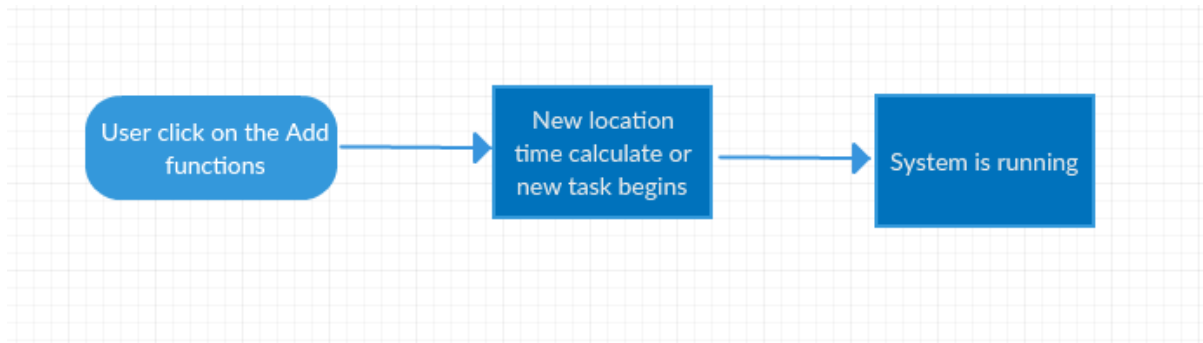 User click on the Add
functions
New location
time calculate or
new task begins
System is running